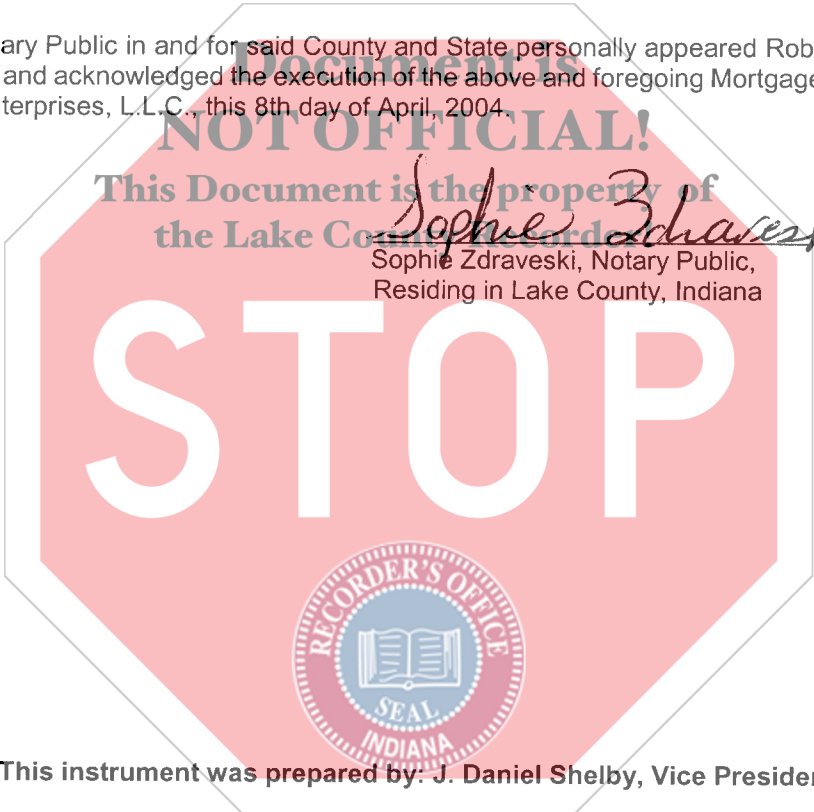 ary Public in and for said County and State personally appeared Rob
and acknowledged the execution of the above and foregoing Mortgage
terprises, L.L.C., this 8th day of April, 2004.
Document is
NOT OFFICIAL!
This Document is the property of
the Lake County Recorder!
Sophie Zdraves
Sophie Zdraveski, Notary Public,
Residing in Lake County, Indiana
STOP
RECORDER'S OFFICE
SEAL
INDIANA
This instrument was prepared by: J. Daniel Shelby, Vice Presiden